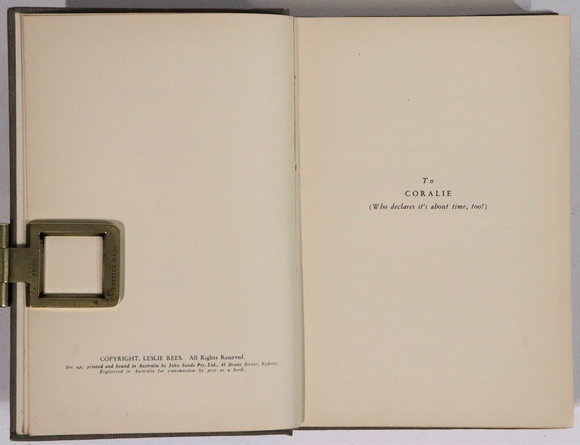 COPYRIGHT, LESLIE REES. All Rights Reserved.
Set up, printed and bound in Australia by John Sands Pty. Ltd., 41 Druitt Street, Sydney.
Registered in Australia for transmission by post as a book.
To
CORALIE
(Who declares it's about time, too!)